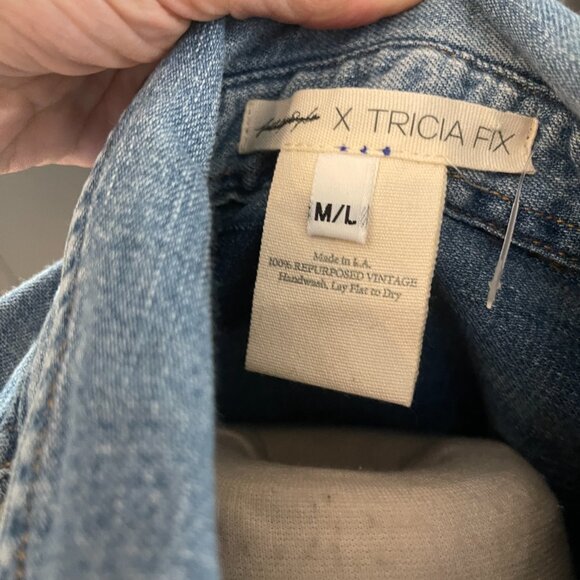 X TRICIA FIX
M/L
Made in L.A.
100% REPURPOSED VINTAGE
Handwash, Lay Flat to Dry